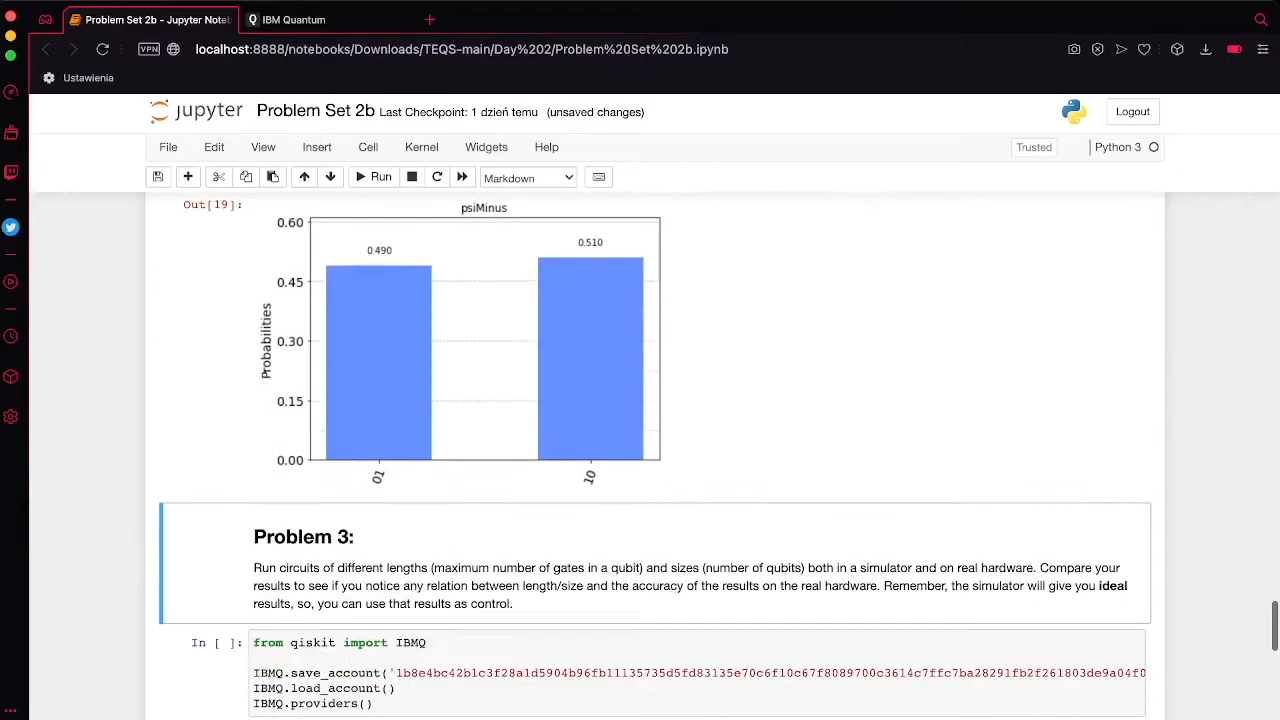 Problem Set 2b - Jupyter Noteb
IBM Quantum
VPN
localhost:8888/notebooks/Downloads/TEQS-main/Day%202/Problem%20Set%202b.ipynb
Ustawienia
jupyter Problem Set 2b Last Checkpoint: 1 dzień temu (unsaved changes)
Logout
File Edit View Insert Cell Kernel Widgets Help
Trusted
Python 3
Run
Markdown
Out[19]:
psiMinus
0.60
0.490
0.510
0.45
Probabilities
0.30
0.15
0.00
01
10
Problem 3:
Run circuits of different lengths (maximum number of gates in a qubit) and sizes (number of qubits) both in a simulator and on real hardware. Compare your
results to see if you notice any relation between length/size and the accuracy of the results on the real hardware. Remember, the simulator will give you ideal
results, so, you can use that results as control.
In [ ]:
from qiskit import IBMQ
IBMQ.save_account('1b8e4bc42b1c3f28a1d5904b96fb11135735d5fd83135e70c6f10c67f8089700c3614c7ffc7ba28291fb2f261803de9a04f0
IBMQ.load_account()
IBMQ.providers()